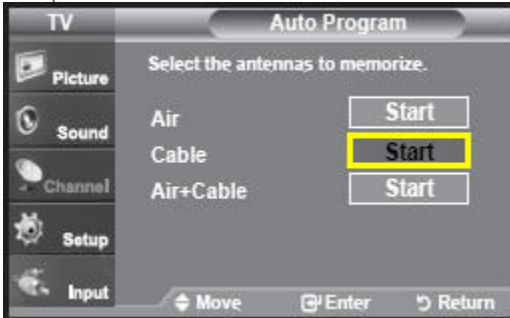 TV
Auto Program
Picture
Sound
Channel
Setup
Input
Select the antennas to memorize.
Air Start
Cable Start
Air+Cable Start
Move Enter Return